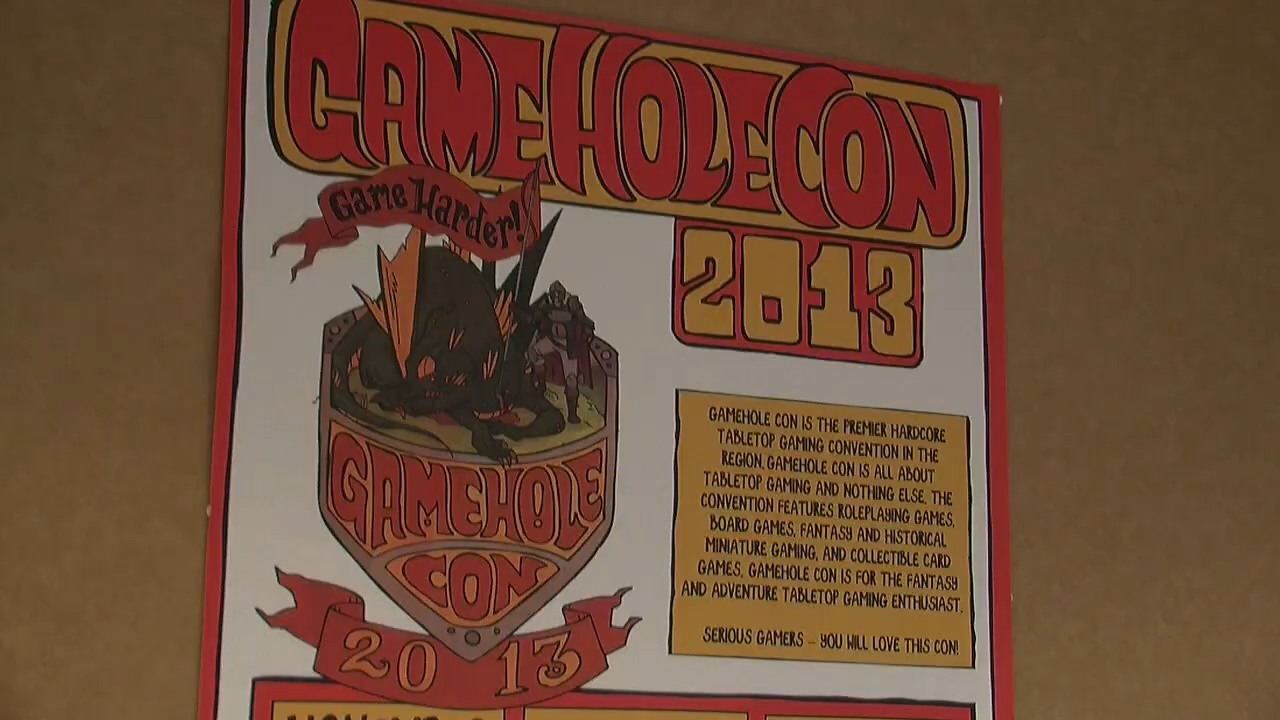 GAMEHOLECON
2013
Game Harder!
GAMEHOLE
CON
2013
GAMEHOLE CON IS THE PREMIER HARDCORE
TABLETOP GAMING CONVENTION IN THE
REGION. GAMEHOLE CON IS ALL ABOUT
TABLETOP GAMING AND NOTHING ELSE. THE
CONVENTION FEATURES ROLEPLAYING GAMES,
BOARD GAMES, FANTASY AND HISTORICAL
MINIATURE GAMING, AND COLLECTIBLE CARD
GAMES. GAMEHOLE CON IS FOR THE FANTASY
AND ADVENTURE TABLETOP GAMING ENTHUSIAST.
SERIOUS GAMERS – YOU WILL LOVE THIS CON!